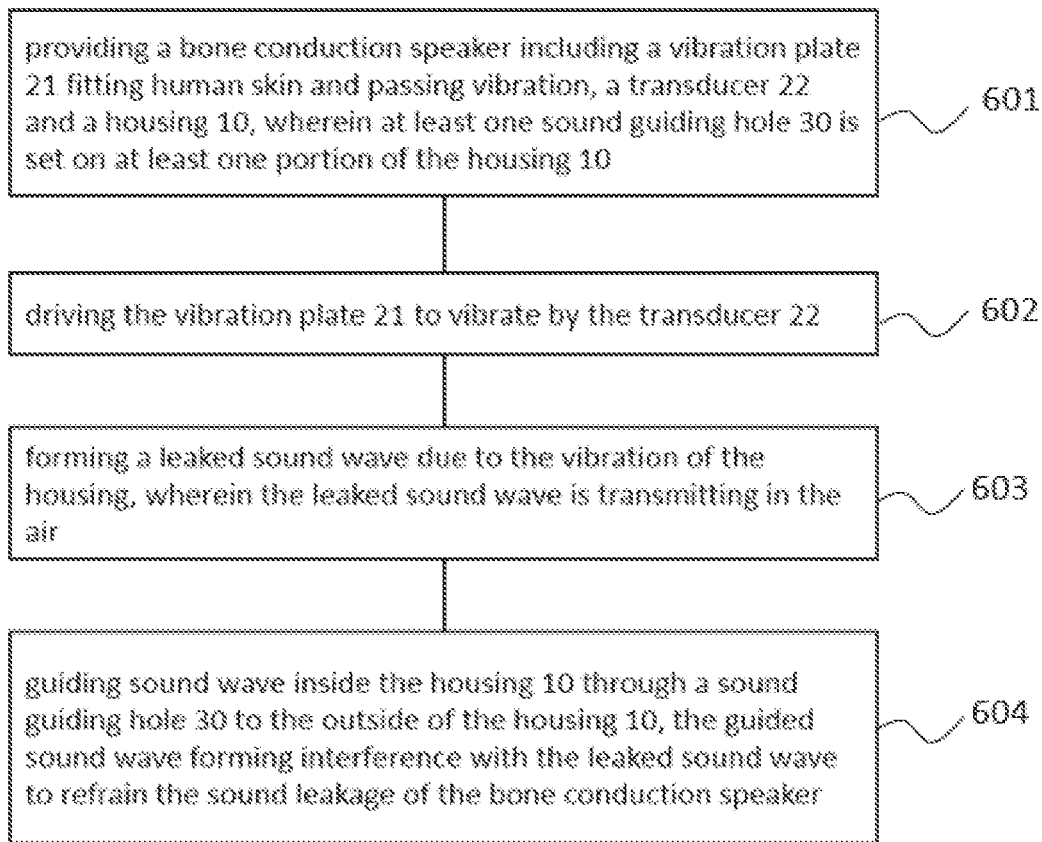 providing a bone conduction speaker including a vibration plate
21 fitting human skin and passing vibration, a transducer 22
and a housing 10, wherein at least one sound guiding hole 30 is
set on at least one portion of the housing 10
601
driving the vibration plate 21 to vibrate by the transducer 22
602
forming a leaked sound wave due to the vibration of the
housing, wherein the leaked sound wave is transmitting in the
air
603
guiding sound wave inside the housing 10 through a sound
guiding hole 30 to the outside of the housing 10, the guided
sound wave forming interference with the leaked sound wave
to refrain the sound leakage of the bone conduction speaker
604